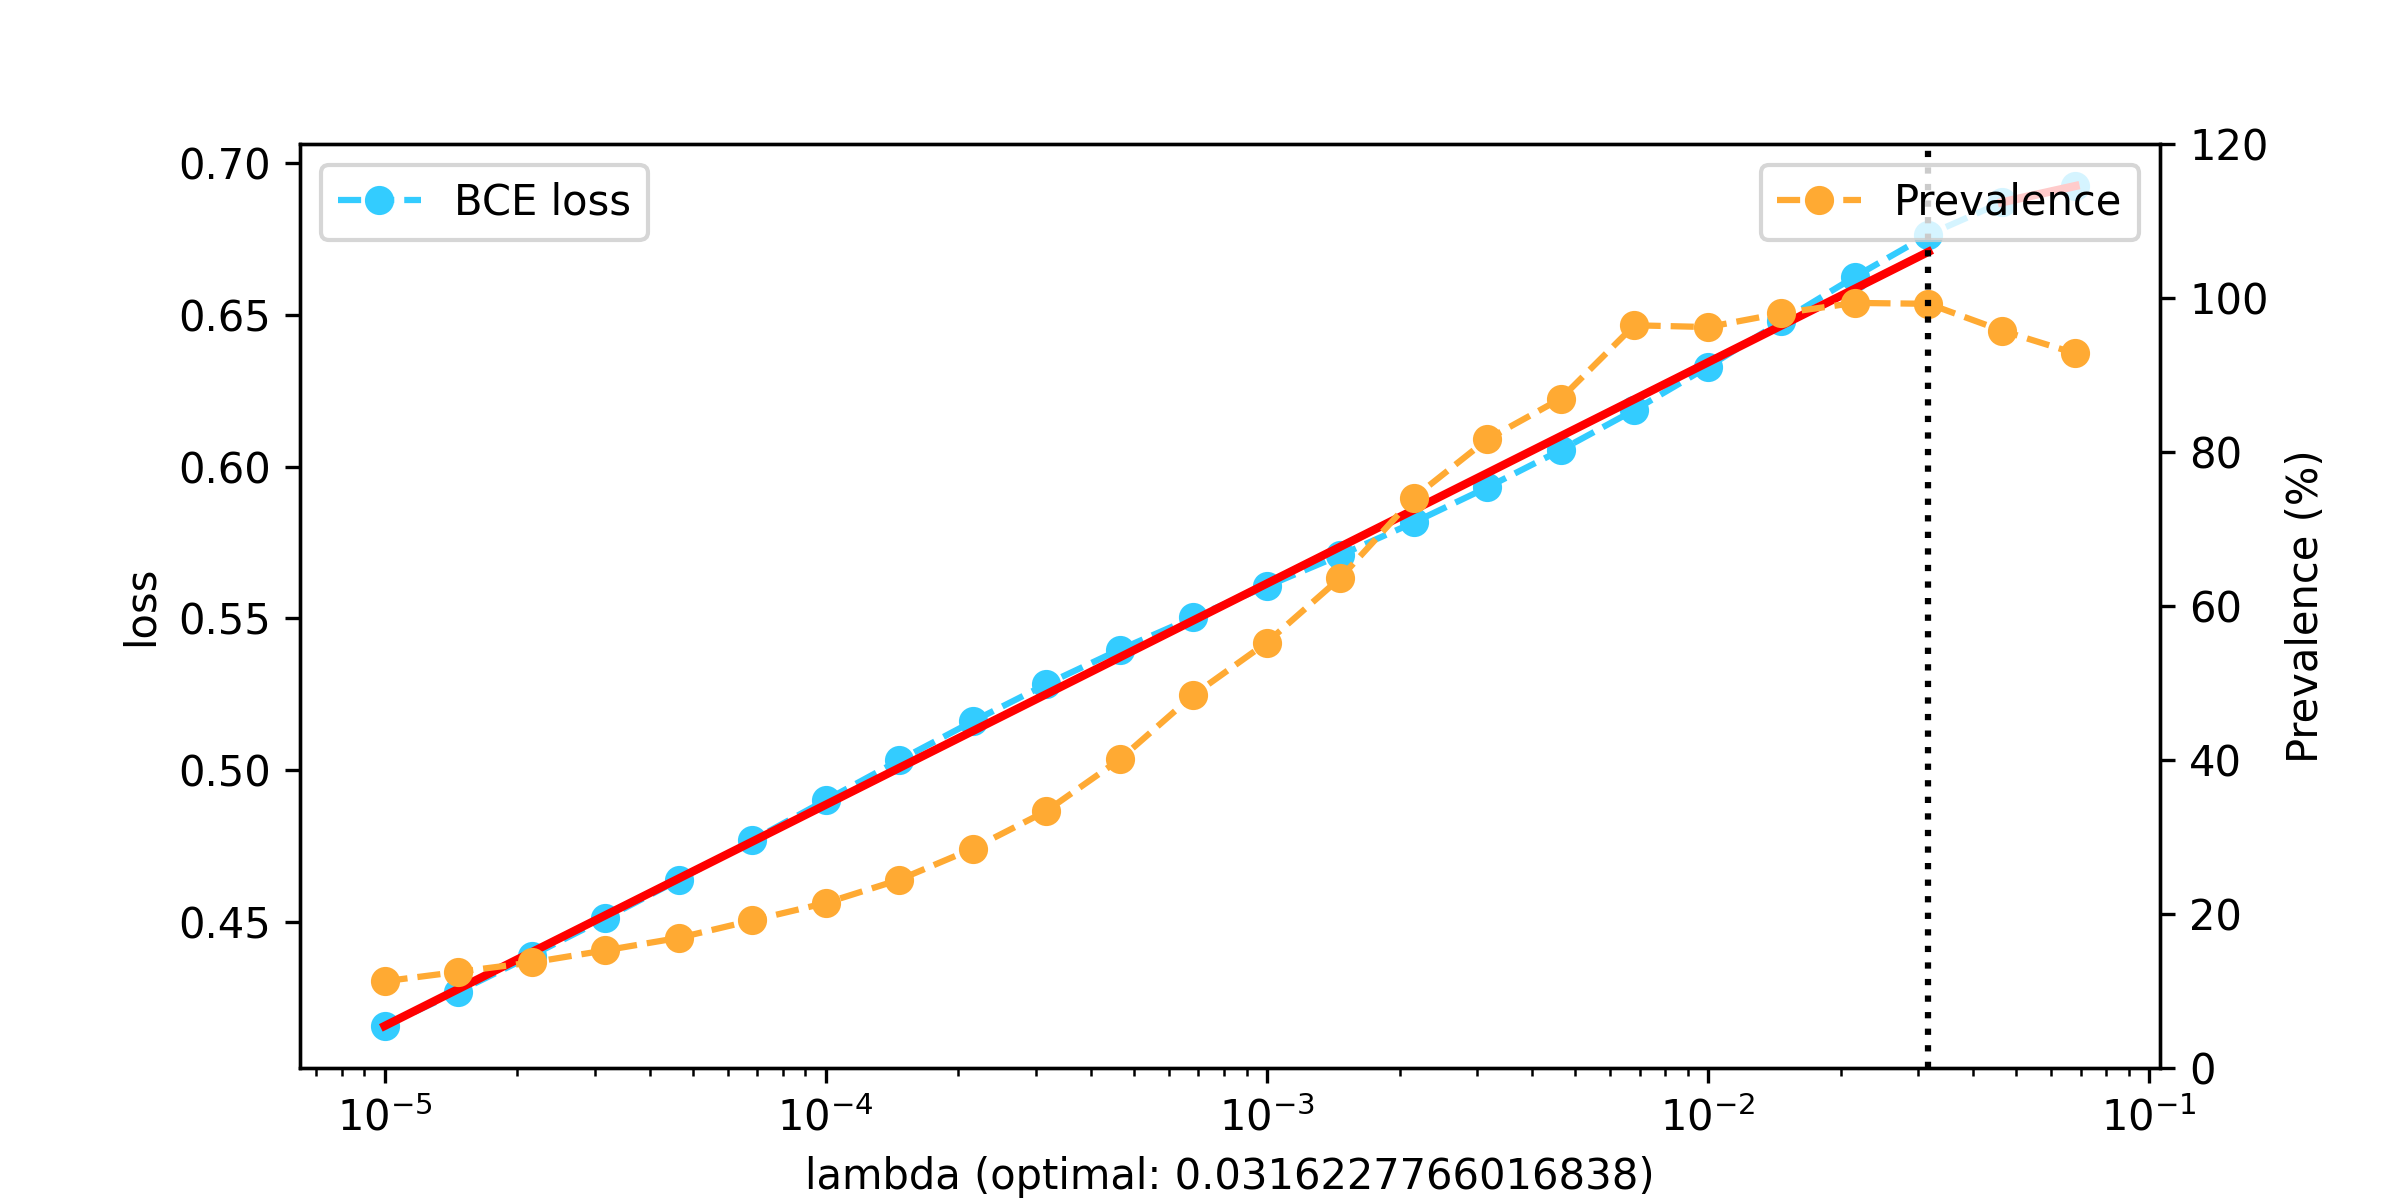 BCE loss
Prevalence
0.70
0.65
0.60
0.55
0.50
0.45
loss
120
100
80
60
40
20
0
Prevalence (%)
10⁻⁵ 10⁻⁴ 10⁻³ 10⁻² 10⁻¹
lambda (optimal: 0.0316227766016838)